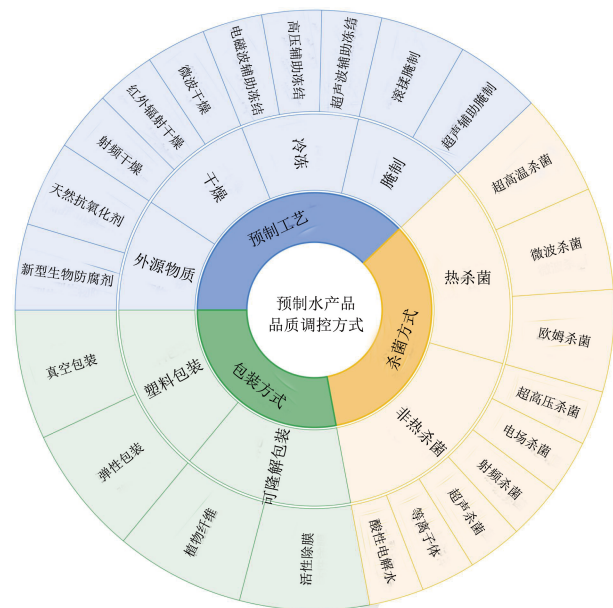 预制水产品
品质调控方式
预制工艺
外源物质
新型生物防腐剂
天然抗氧化剂
干燥
射频干燥
红外辐射干燥
微波干燥
冷冻
电磁波辅助冻结
高压辅助冻结
超声波辅助冻结
腌制
滚揉腌制
超声辅助腌制
杀菌方式
热杀菌
超高温杀菌
微波杀菌
欧姆杀菌
非热杀菌
超高压杀菌
电场杀菌
射频杀菌
超声杀菌
等离子体
酸性电解水
包装方式
可隆解包装
活性除膜
植物纤维
塑料包装
弹性包装
真空包装